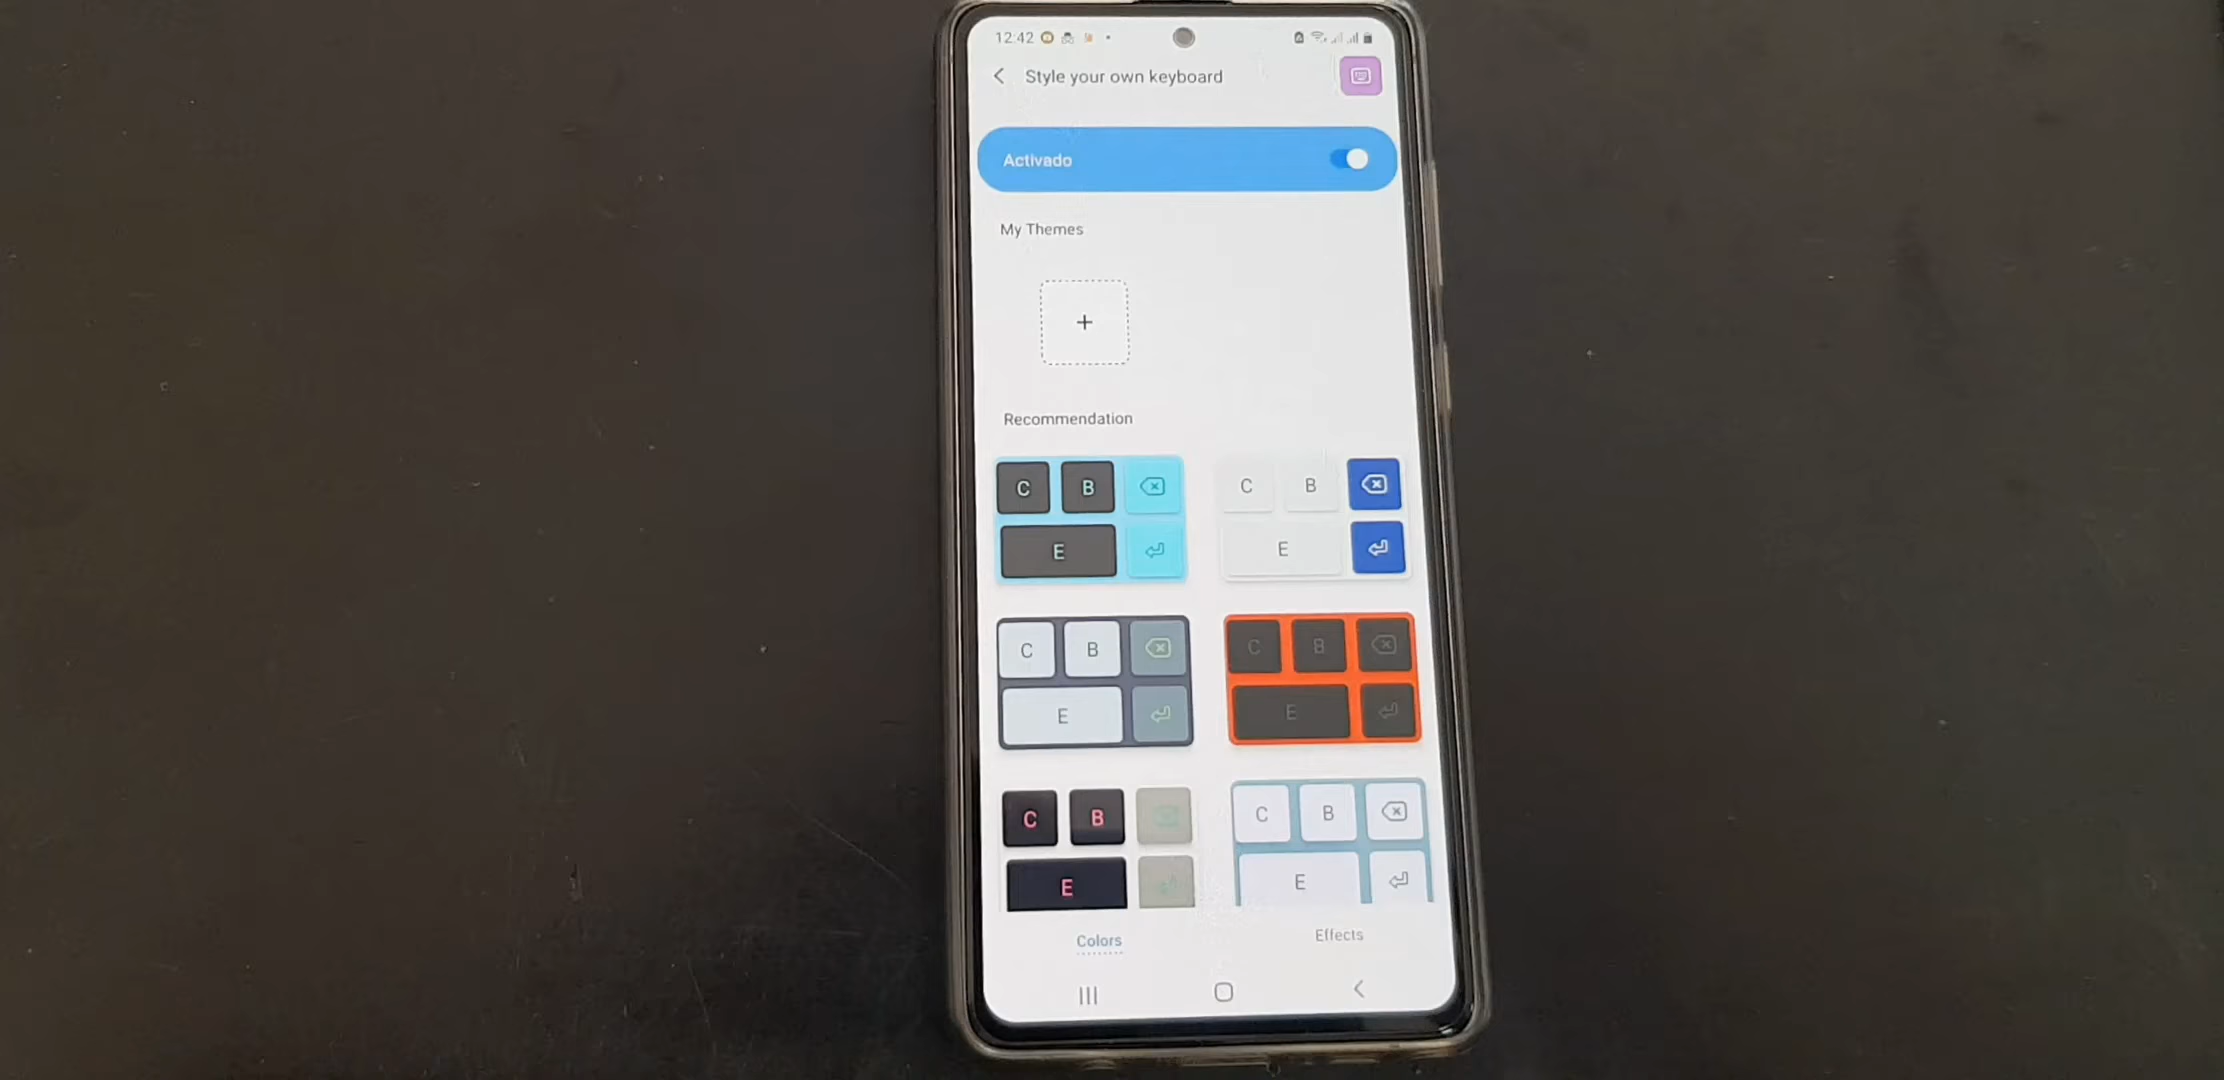 12:42
Style your own keyboard
Activado
My Themes
+
Recommendation
C B
E
C B
E
C B
E
C B
E
C B
E
C B
E
Colors
Effects